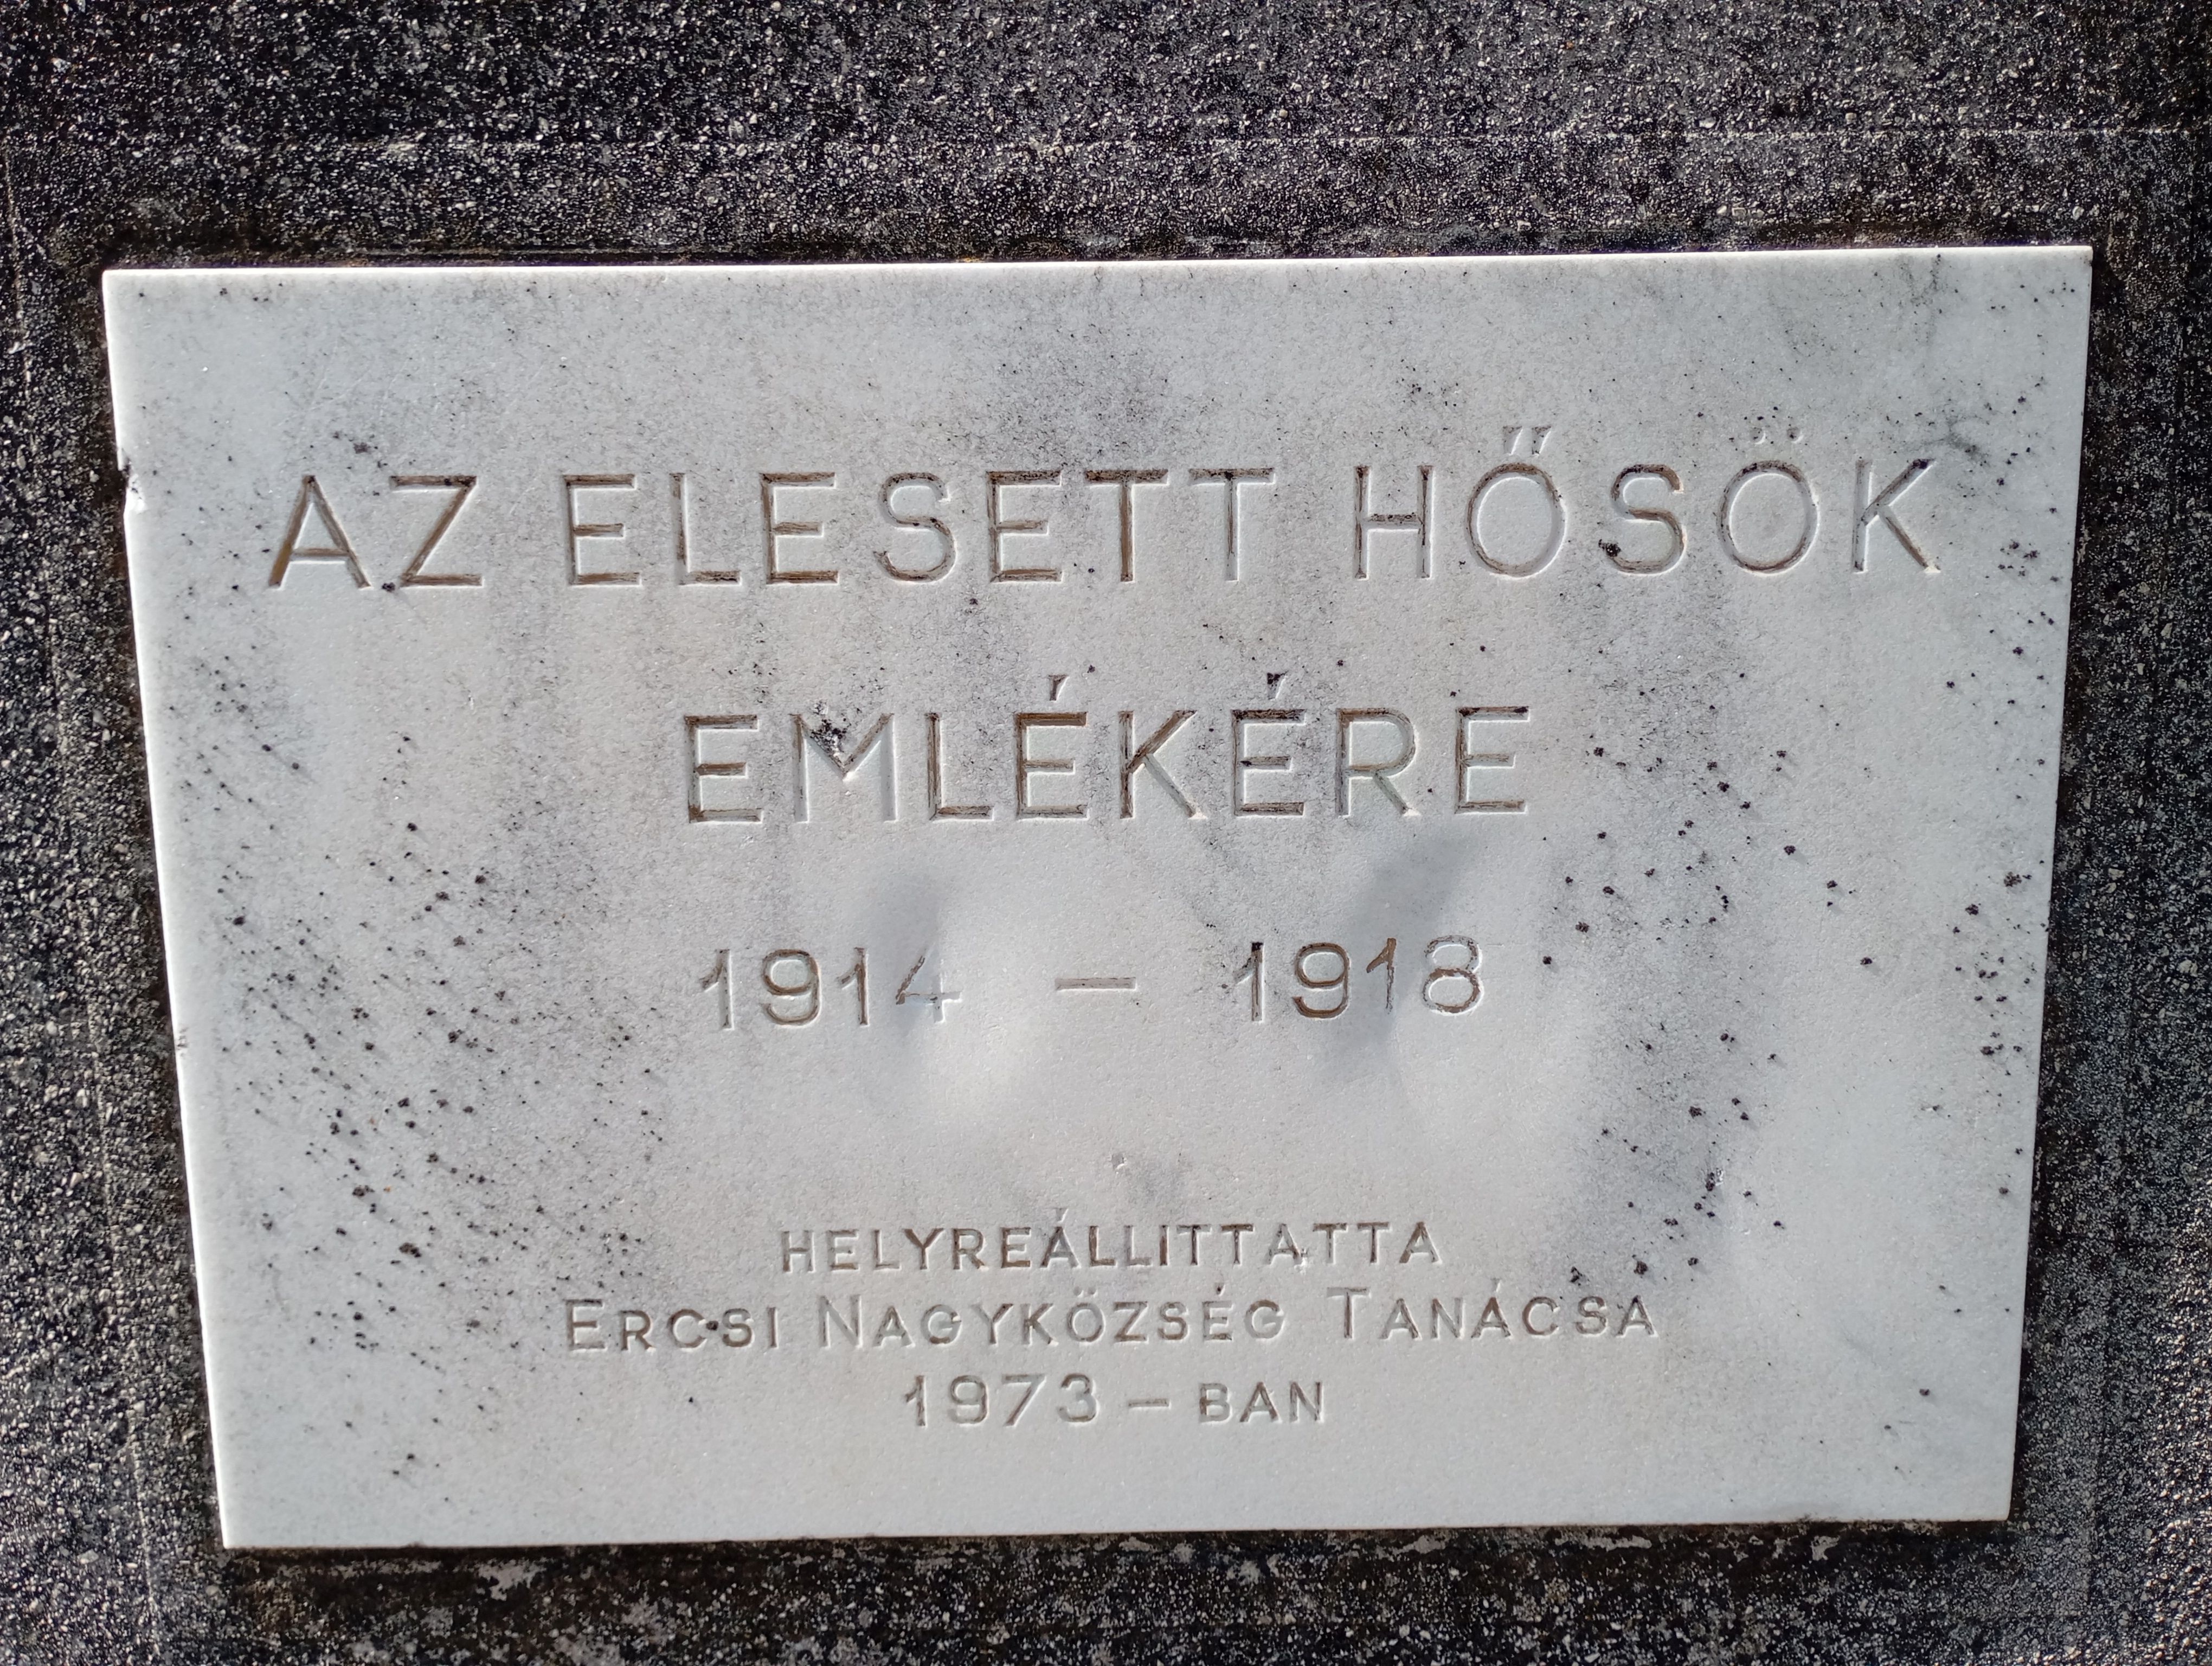 AZ ELESETT HŐSÖK
EMLÉKÉRE
1914 – 1918
HELYREÁLLITTATTA
ERCSI NAGYKÖZSÉG TANÁCSA
1973 – BAN